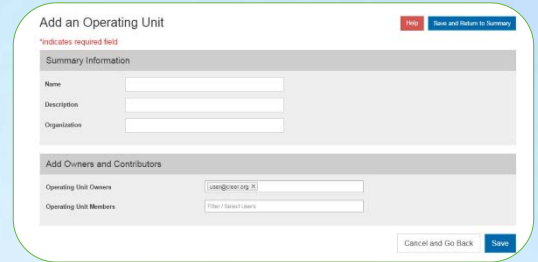 Add an Operating Unit
Help
Save and Return to Summary
*indicates required field
Summary Information
Name
Description
Organization
Add Owners and Contributors
Operating Unit Owners
user@ciser.org ×
Operating Unit Members
Filter / Select Users
Cancel and Go Back
Save